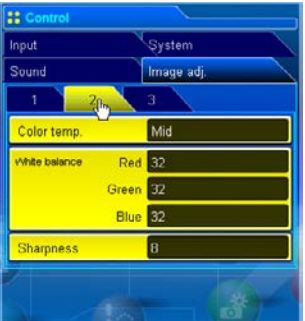 Control
Input System
Sound Image adj.
1 2 3
Color temp. Mid
White balance Red 32
Green 32
Blue 32
Sharpness 8